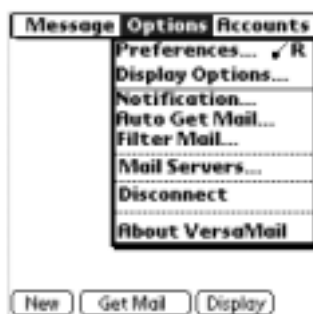 Message Options Accounts
Preferences... ✓R
Display Options...
Notification...
Auto Get Mail...
Filter Mail...
Mail Servers...
Disconnect
About VersaMail
New Get Mail Display